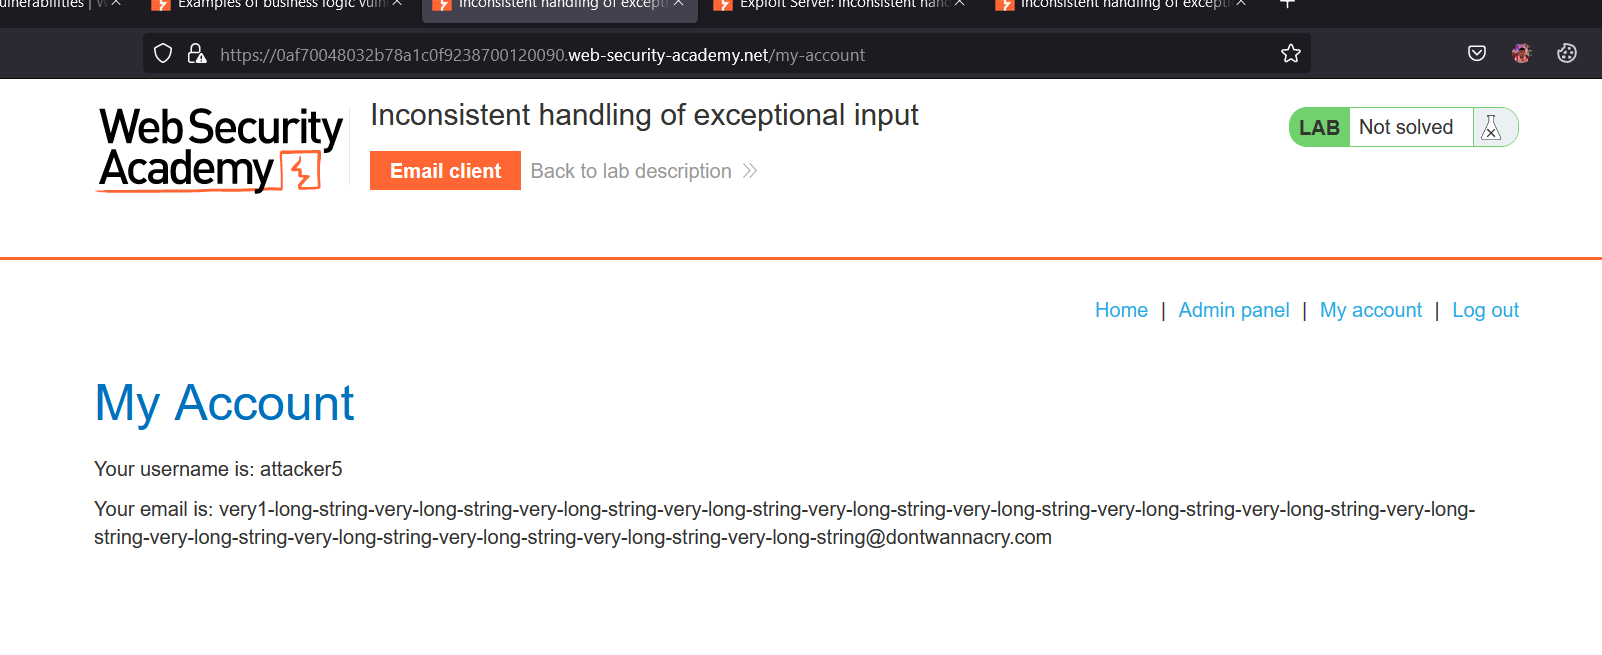 ulnerabilities |
Examples of business logic vuln
Inconsistent handling of excepti
Exploit Server: Inconsistent hand
Inconsistent handling of excepti
https://0af70048032b78a1c0f9238700120090.web-security-academy.net/my-account
Web Security
Academy
Inconsistent handling of exceptional input
Email client
Back to lab description
LAB Not solved
Home | Admin panel | My account | Log out
My Account
Your username is: attacker5
Your email is: very1-long-string-very-long-string-very-long-string-very-long-string-very-long-string-very-long-string-very-long-string-very-long-string-very-long-
string-very-long-string-very-long-string-very-long-string-very-long-string-very-long-string@dontwannacry.com